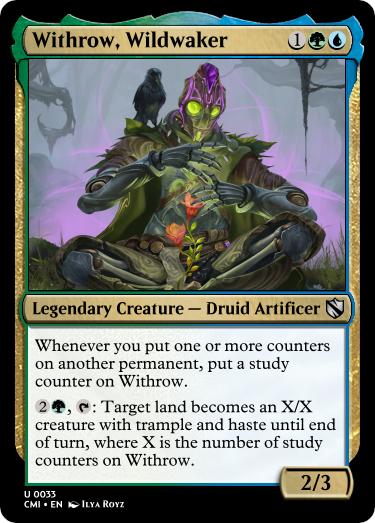 Withrow, Wildwaker 1
Legendary Creature — Druid Artificer
Whenever you put one or more counters
on another permanent, put a study
counter on Withrow.
2, : Target land becomes an X/X
creature with trample and haste until end
of turn, where X is the number of study
counters on Withrow.
2/3
U 0033
CMI • EN Ilya Royz